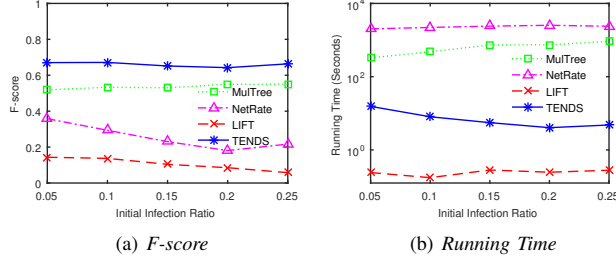 1
0.8
0.6
0.4
0.2
0
F-score
MulTree
NetRate
LIFT
TENDS
0.05 0.1 0.15 0.2 0.25
Initial Infection Ratio
(a) F-score
10^4
10^2
10^0
Running Time (Seconds)
MulTree
NetRate
LIFT
TENDS
0.05 0.1 0.15 0.2 0.25
Initial Infection Ratio
(b) Running Time